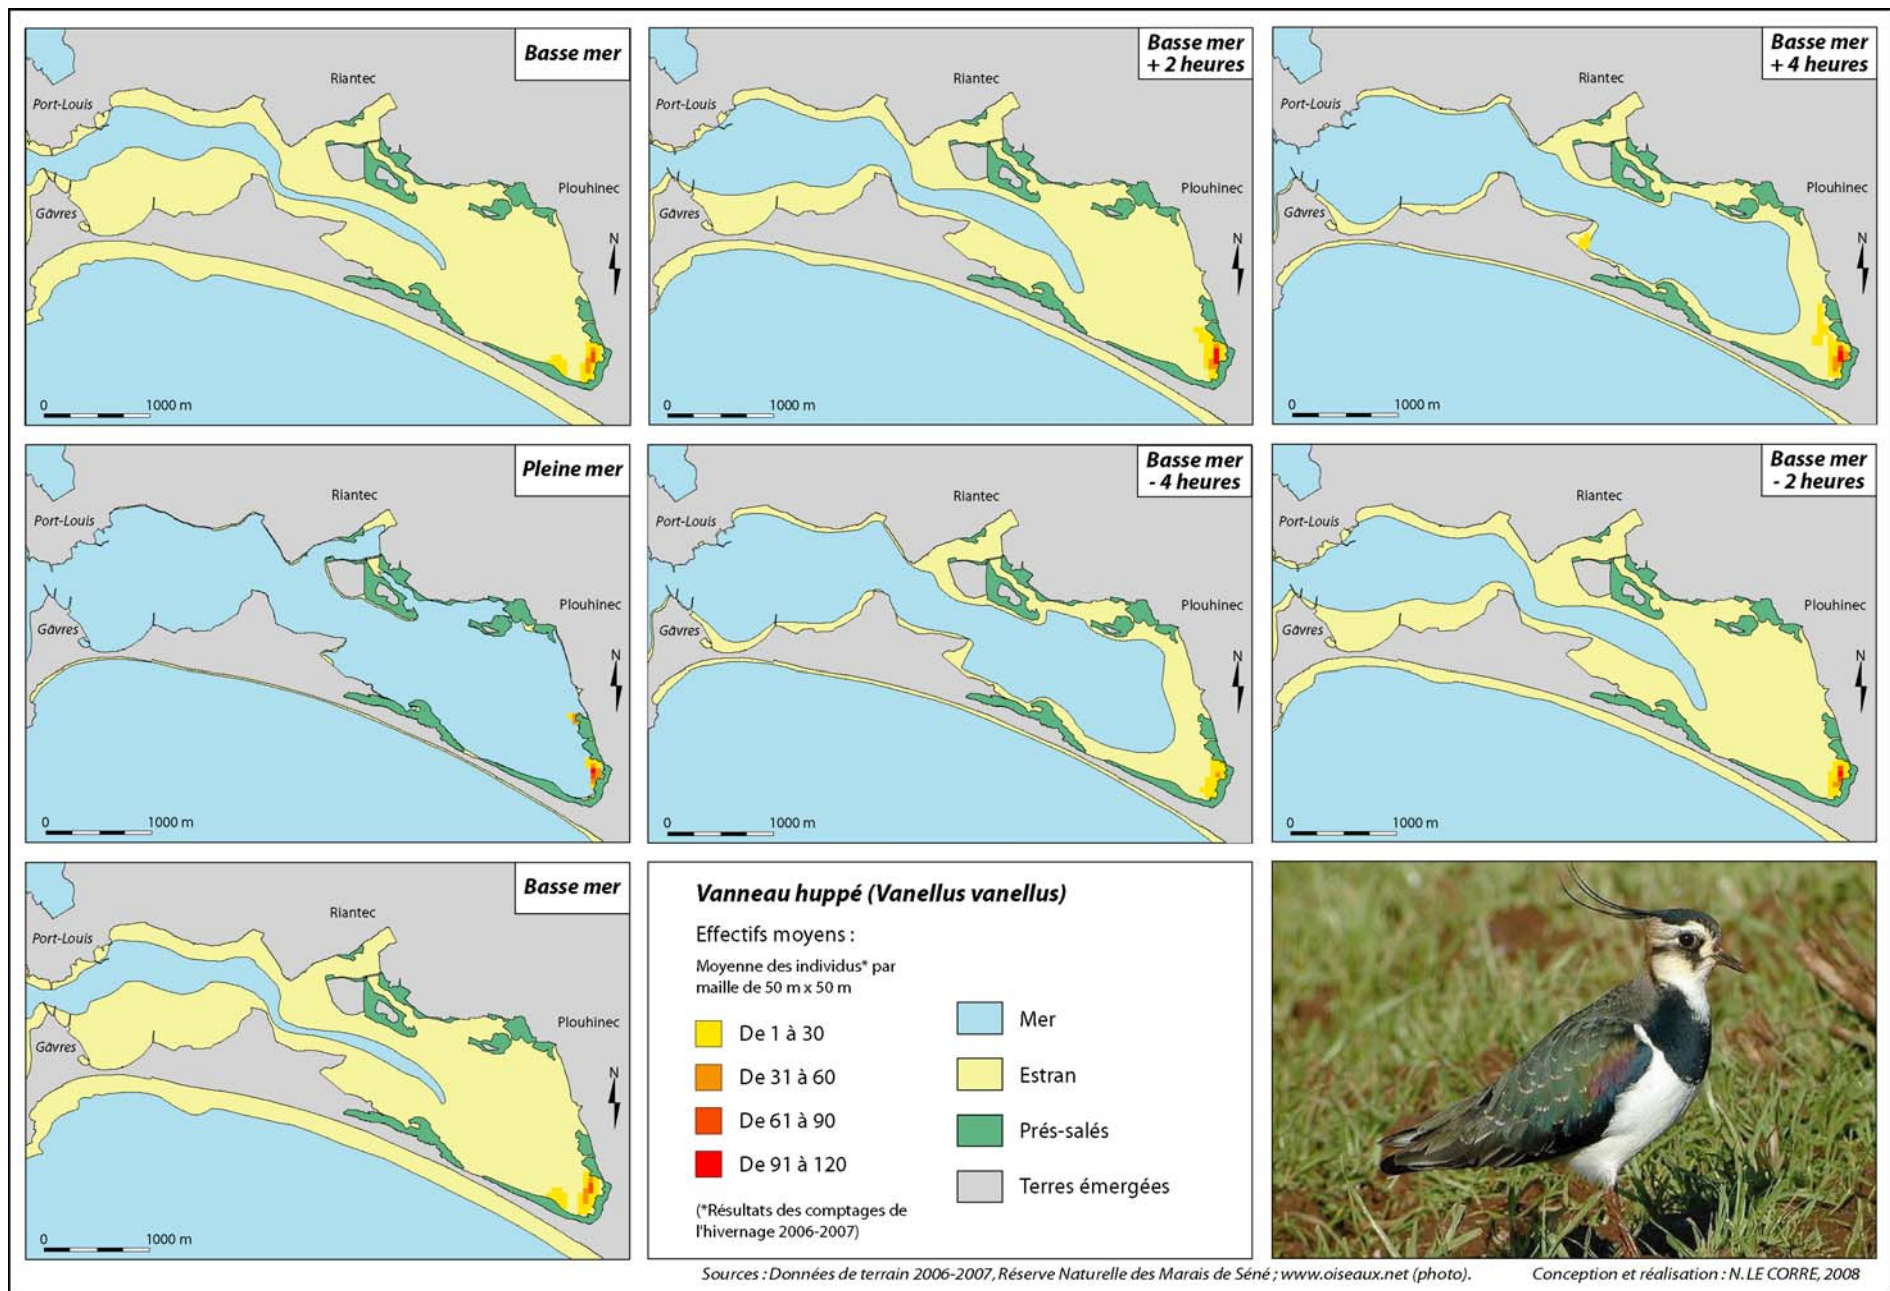 Basse mer
Riantec
Port-Louis
Plouhinec
Gâvres
N
0 1000 m
Basse mer
+ 2 heures
Riantec
Port-Louis
Plouhinec
Gâvres
N
0 1000 m
Basse mer
+ 4 heures
Riantec
Port-Louis
Plouhinec
Gâvres
N
0 1000 m
Pleine mer
Riantec
Port-Louis
Plouhinec
Gâvres
N
0 1000 m
Basse mer
- 4 heures
Riantec
Port-Louis
Plouhinec
Gâvres
N
0 1000 m
Basse mer
- 2 heures
Riantec
Port-Louis
Plouhinec
Gâvres
N
0 1000 m
Basse mer
Riantec
Port-Louis
Plouhinec
Gâvres
N
0 1000 m
Vanneau huppé (Vanellus vanellus)
Effectifs moyens :
Moyenne des individus* par
maille de 50 m x 50 m
De 1 à 30
De 31 à 60
De 61 à 90
De 91 à 120
(*Résultats des comptages de
l'hivernage 2006-2007)
Mer
Estran
Prés-salés
Terres émergées
Sources : Données de terrain 2006-2007, Réserve Naturelle des Marais de Séné ; www.oiseaux.net (photo).
Conception et réalisation : N. LE CORRE, 2008